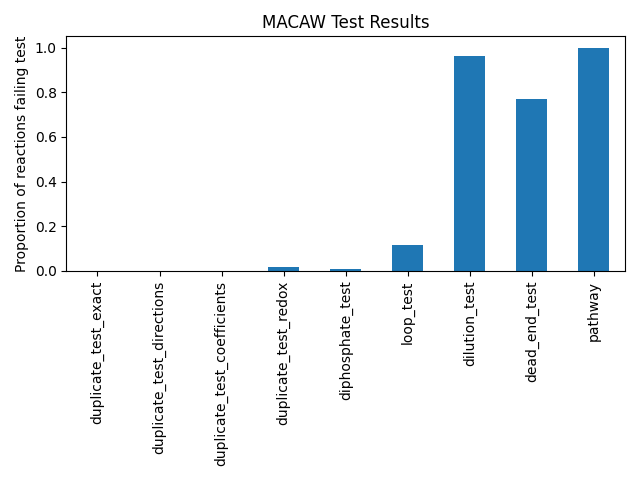 MACAW Test Results
Proportion of reactions failing test
1.0
0.8
0.6
0.4
0.2
0.0
duplicate_test_exact
duplicate_test_directions
duplicate_test_coefficients
duplicate_test_redox
diphosphate_test
loop_test
dilution_test
dead_end_test
pathway